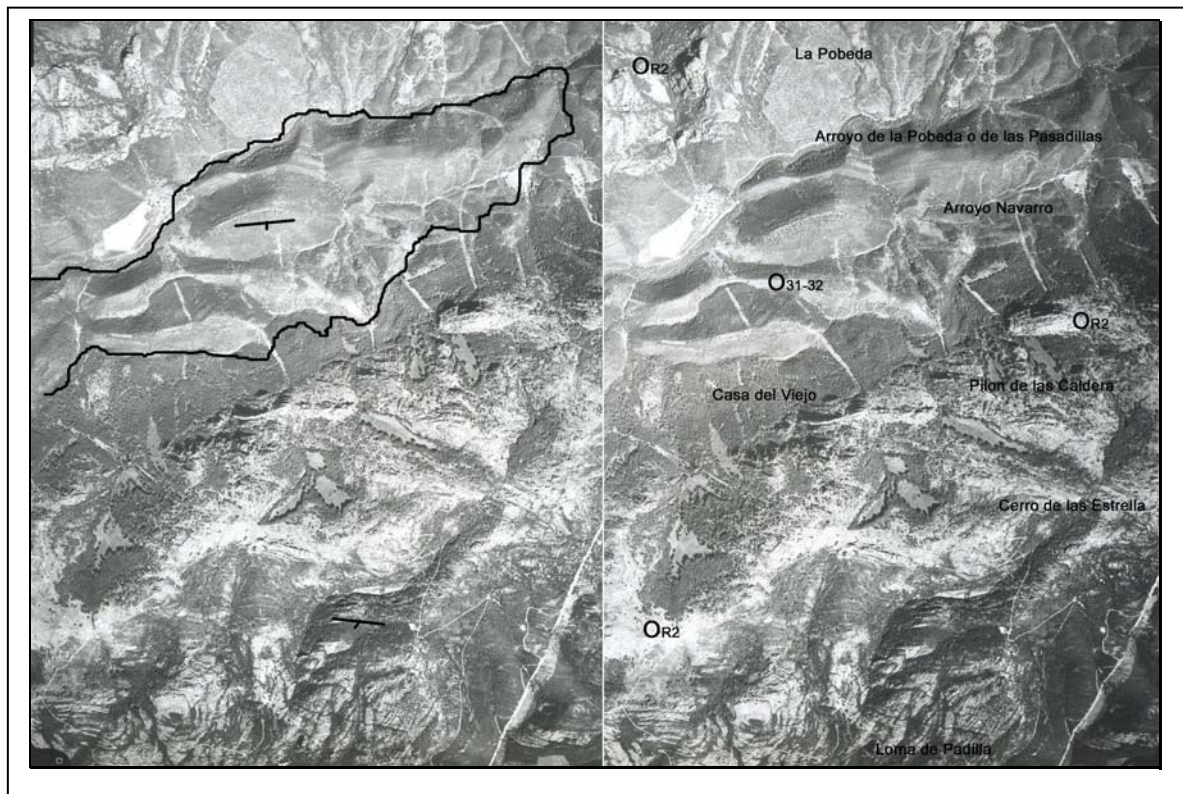 OR2
La Pobeda
Arroyo de la Pobeda o de las Pasadillas
Arroyo Navarro
O31-32
OR2
Pilon de las Caldera
Casa del Viejo
Cerro de las Estrella
OR2
Loma de Padilla